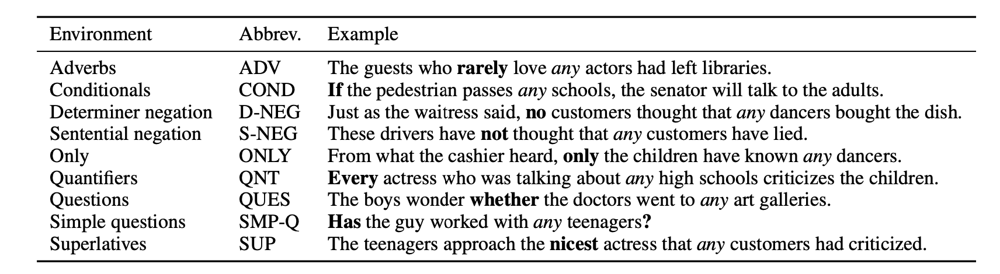 Environment Abbrev. Example
Adverbs ADV The guests who rarely love any actors had left libraries.
Conditionals COND If the pedestrian passes any schools, the senator will talk to the adults.
Determiner negation D-NEG Just as the waitress said, no customers thought that any dancers bought the dish.
Sentential negation S-NEG These drivers have not thought that any customers have lied.
Only ONLY From what the cashier heard, only the children have known any dancers.
Quantifiers QNT Every actress who was talking about any high schools criticizes the children.
Questions QUES The boys wonder whether the doctors went to any art galleries.
Simple questions SMP-Q Has the guy worked with any teenagers?
Superlatives SUP The teenagers approach the nicest actress that any customers had criticized.